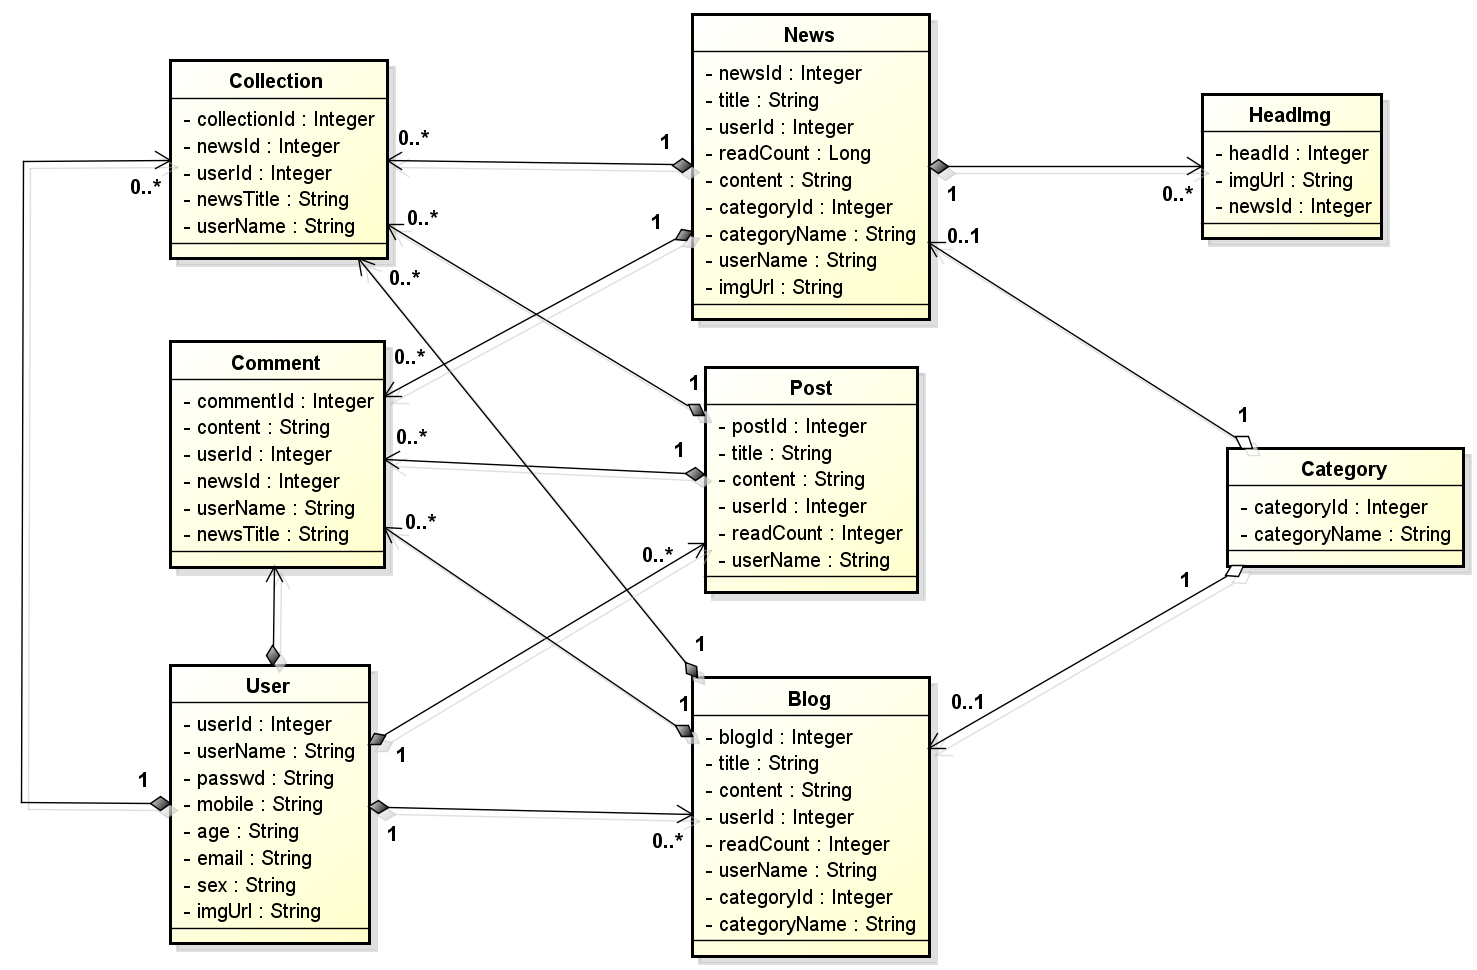 News
- newsId : Integer
- title : String
- userId : Integer
- readCount : Long
- content : String
- categoryId : Integer
- categoryName : String
- userName : String
- imgUrl : String
Collection
- collectionId : Integer
- newsId : Integer
- userId : Integer
- newsTitle : String
- userName : String
HeadImg
- headId : Integer
- imgUrl : String
- newsId : Integer
0..*
1
0..*
1
0..*
0..*
1
0..1
0..*
Comment
- commentId : Integer
- content : String
- userId : Integer
- newsId : Integer
- userName : String
- newsTitle : String
0..*
1
0..*
1
0..*
Post
- postId : Integer
- title : String
- content : String
- userId : Integer
- readCount : Integer
- userName : String
0..*
1
Category
- categoryId : Integer
- categoryName : String
1
User
- userId : Integer
- userName : String
- passwd : String
- mobile : String
- age : String
- email : String
- sex : String
- imgUrl : String
1
1
1
1
1
0..*
0..1
Blog
- blogId : Integer
- title : String
- content : String
- userId : Integer
- readCount : Integer
- userName : String
- categoryId : Integer
- categoryName : String